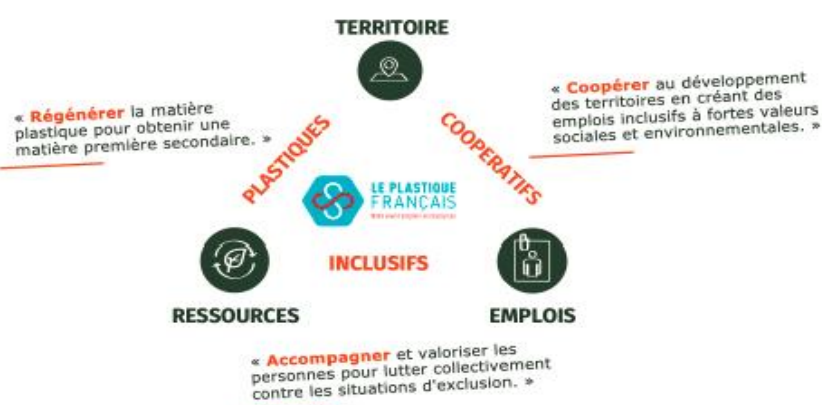 TERRITOIRE
« Régénérer la matière
plastique pour obtenir une
matière première secondaire. »
« Coopérer au développement
des territoires en créant des
emplois inclusifs à fortes valeurs
sociales et environnementales. »
PLASTIQUES
COOPERATIFS
LE PLASTIQUE
FRANÇAIS
INCLUSIFS
RESSOURCES
EMPLOIS
« Accompagner et valoriser les
personnes pour lutter collectivement
contre les situations d'exclusion. »